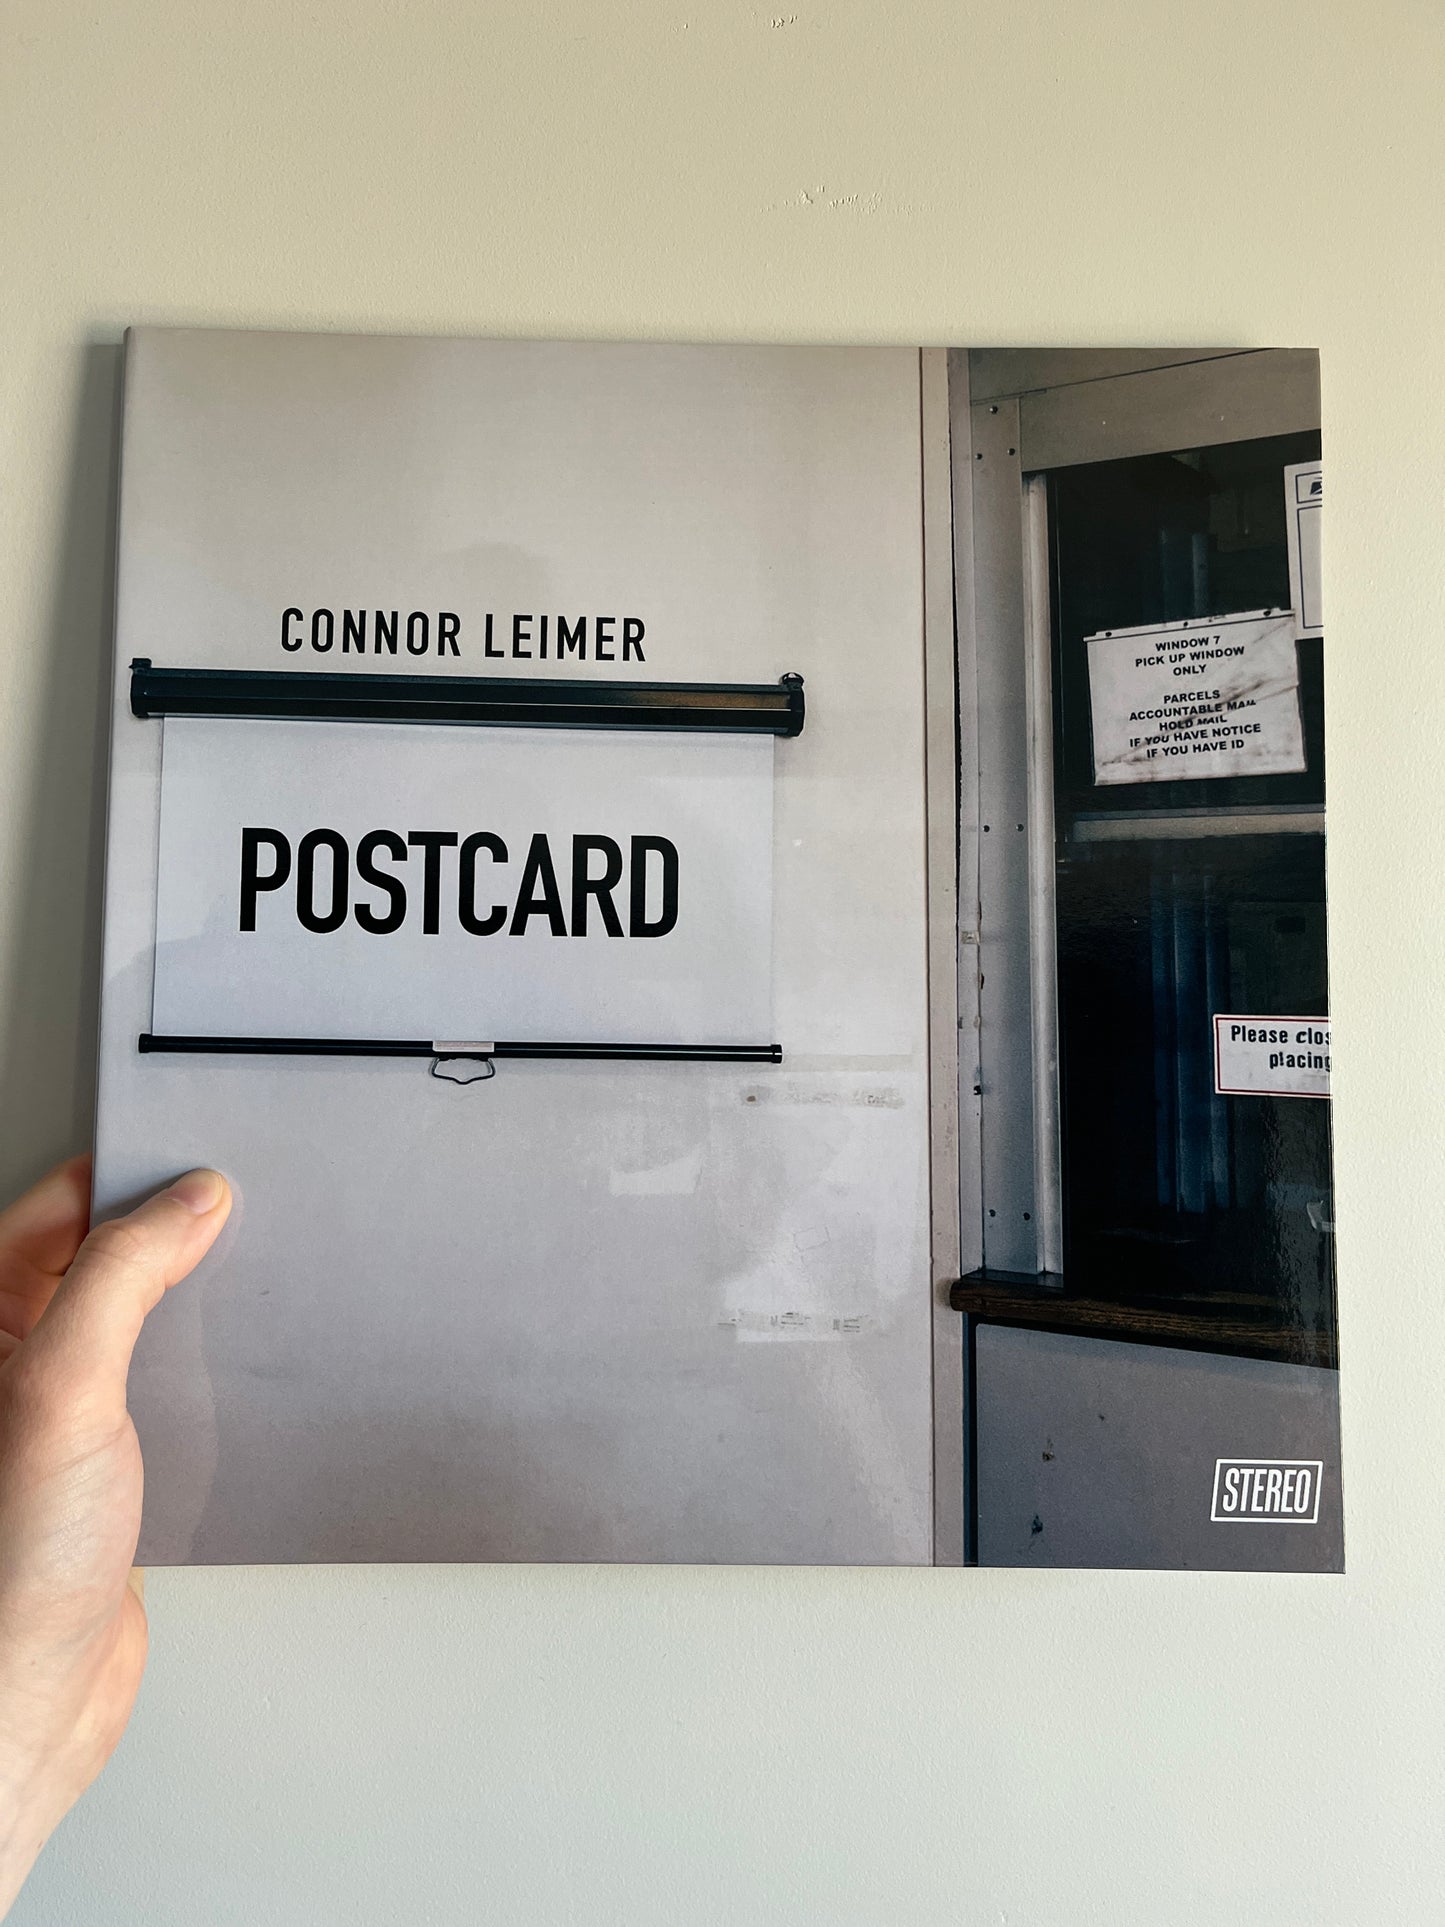 CONNOR LEIMER
POSTCARD
WINDOW 7
PICK UP WINDOW
ONLY
PARCELS
ACCOUNTABLE MAIL
HOLD MAIL
IF YOU HAVE NOTICE
IF YOU HAVE ID
Please clos
placing
STEREO